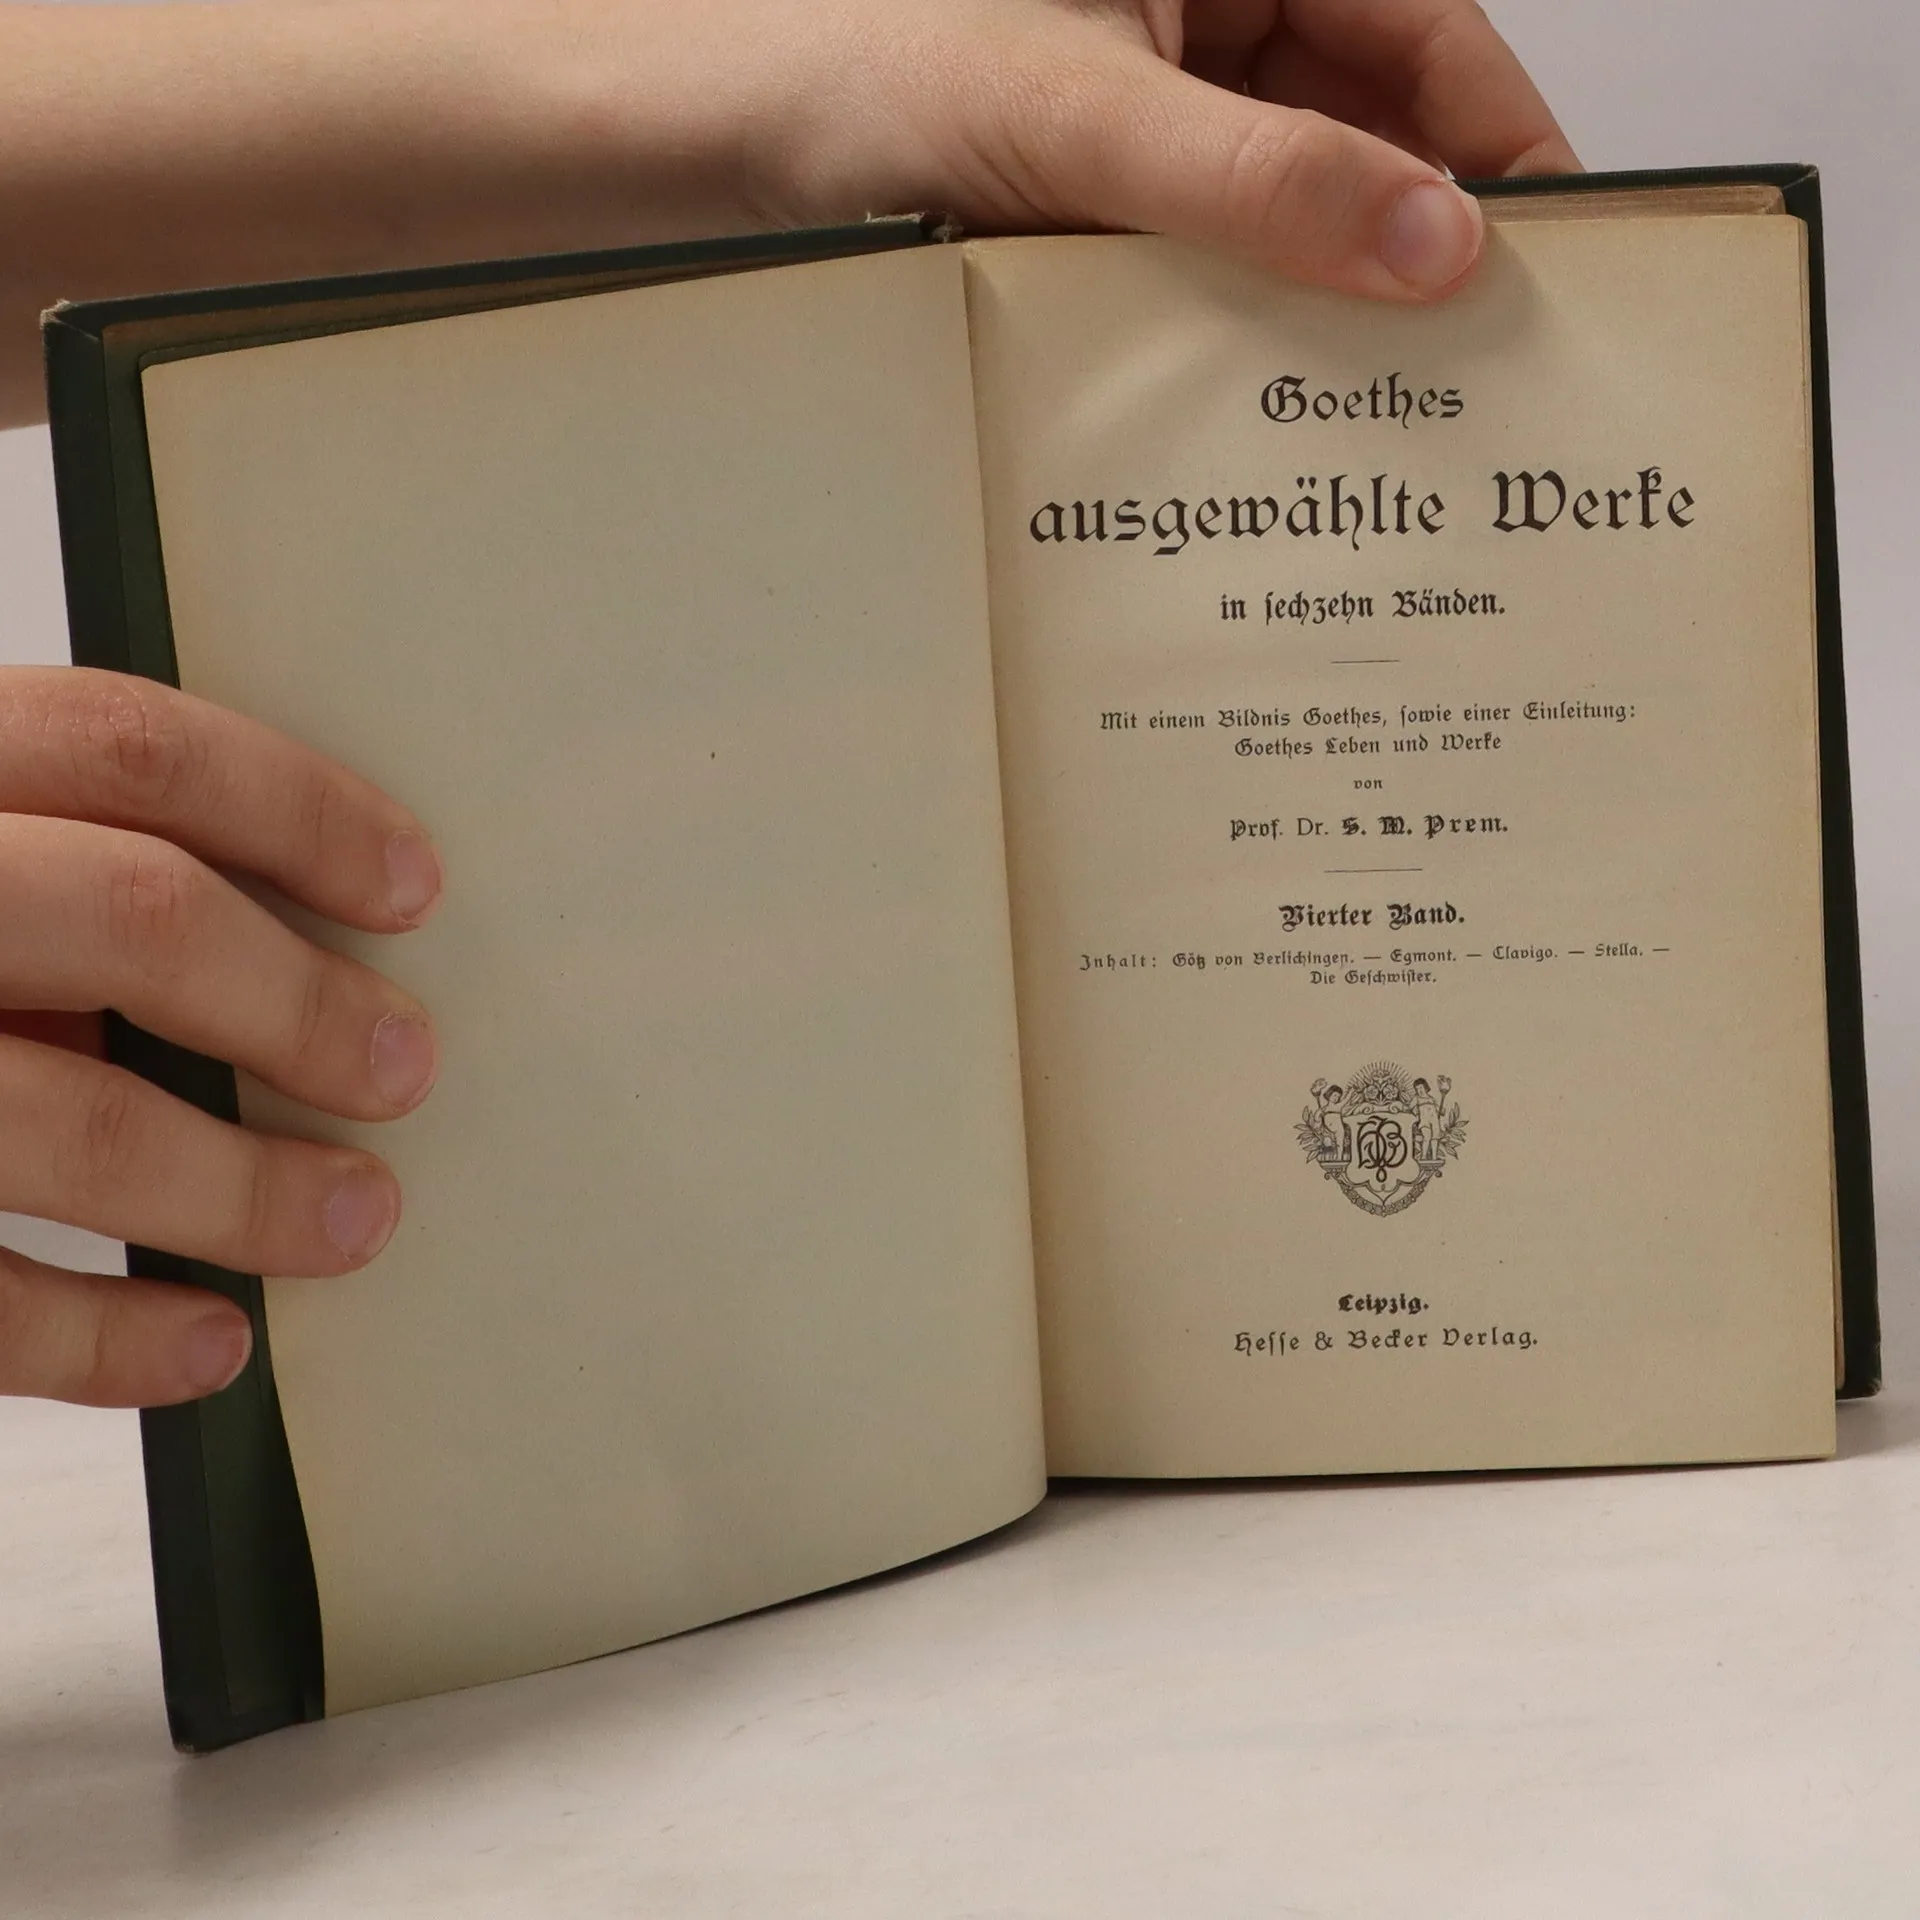 Goethes
ausgewählte Werke
in sechzehn Bänden.
Mit einem Bildnis Goethes, sowie einer Einleitung:
Goethes Leben und Werke
von
Prof. Dr. S. M. Prem.
Vierter Band.
Inhalt: Götz von Berlichingen. — Egmont. — Clavigo. — Stella. —
Die Geschwister.
HBV
Leipzig.
Hesse & Becker Verlag.